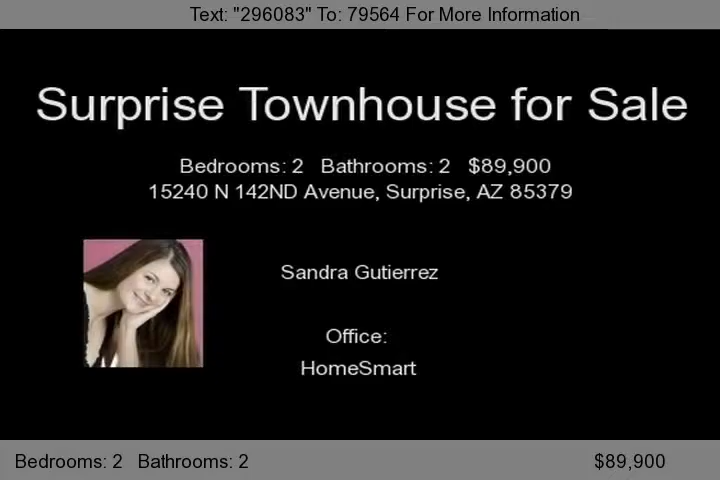 Text: "296083" To: 79564 For More Information
Surprise Townhouse for Sale
Bedrooms: 2 Bathrooms: 2 $89,900
15240 N 142ND Avenue, Surprise, AZ 85379
Sandra Gutierrez
Office:
HomeSmart
Bedrooms: 2 Bathrooms: 2 $89,900